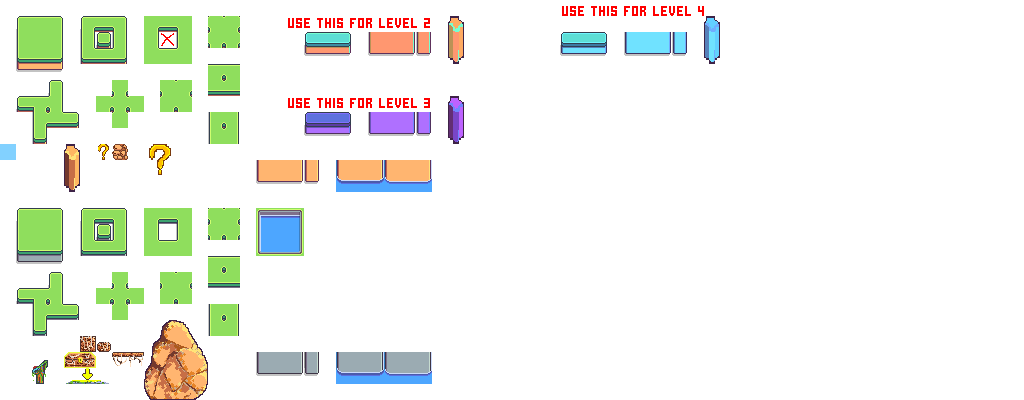 USE THIS FOR LEVEL 4
USE THIS FOR LEVEL 2
USE THIS FOR LEVEL 3
? ?